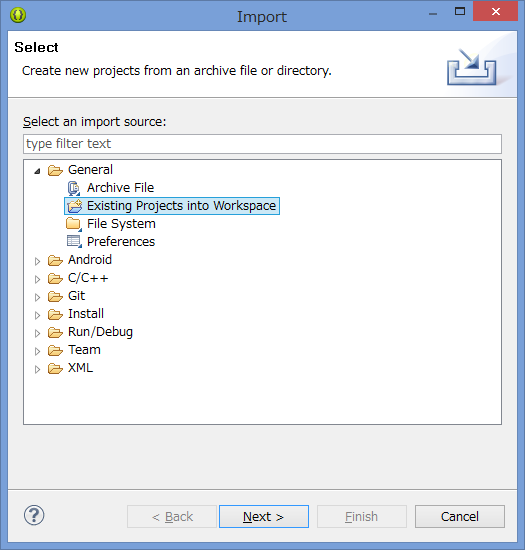 Import
Select
Create new projects from an archive file or directory.
Select an import source:
type filter text
General
Archive File
Existing Projects into Workspace
File System
Preferences
Android
C/C++
Git
Install
Run/Debug
Team
XML
? < Back Next > Finish Cancel